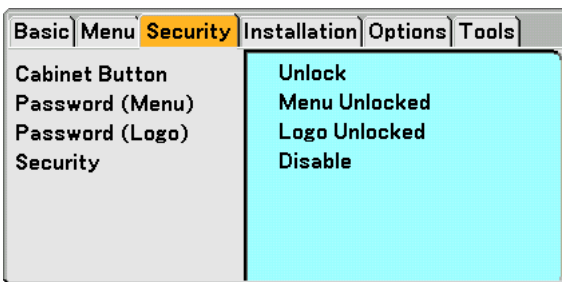 Basic Menu Security Installation Options Tools
Cabinet Button Unlock
Password (Menu) Menu Unlocked
Password (Logo) Logo Unlocked
Security Disable